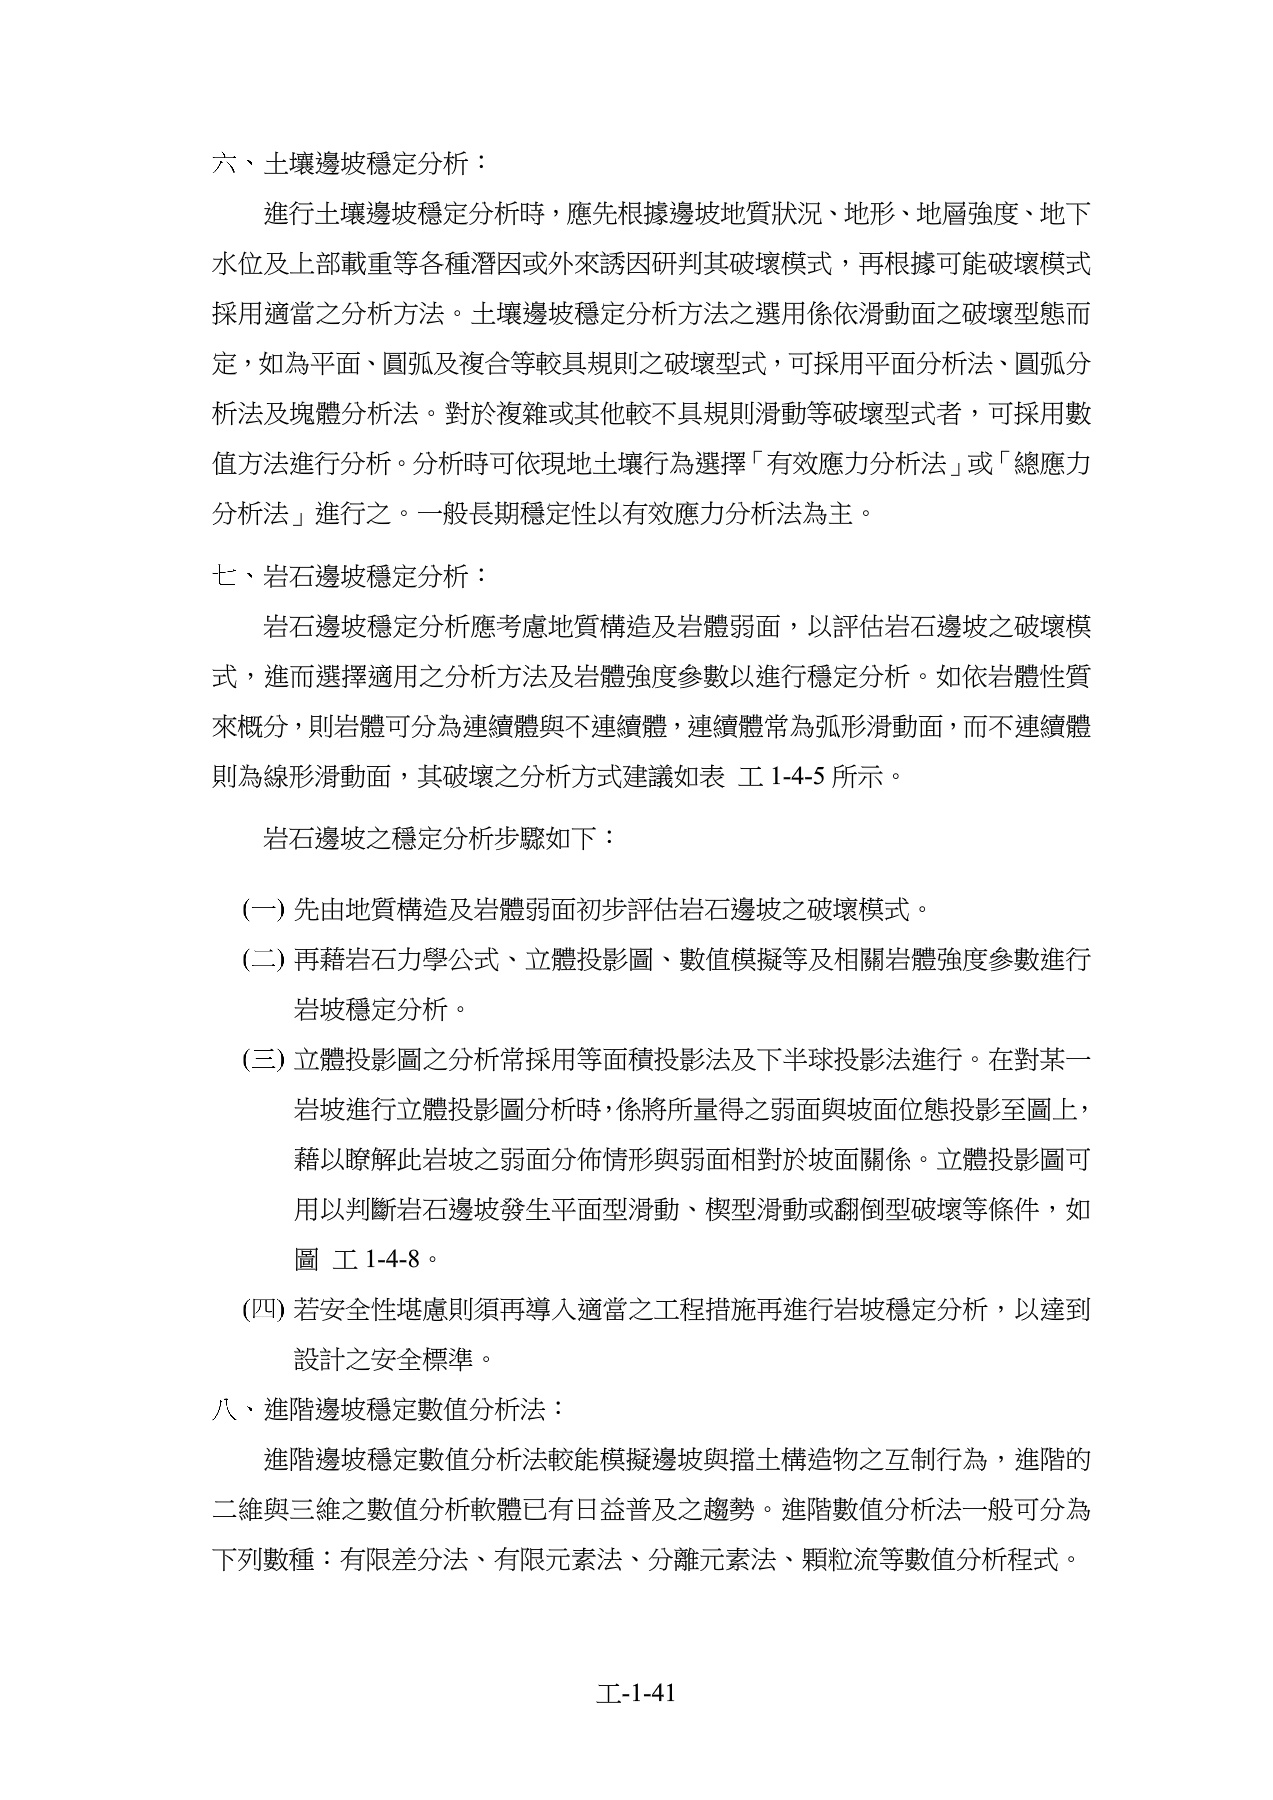 六、土壤邊坡穩定分析：
進行土壤邊坡穩定分析時，應先根據邊坡地質狀況、地形、地層強度、地下
水位及上部載重等各種潛因或外來誘因研判其破壞模式，再根據可能破壞模式
採用適當之分析方法。土壤邊坡穩定分析方法之選用係依滑動面之破壞型態而
定，如為平面、圓弧及複合等較具規則之破壞型式，可採用平面分析法、圓弧分
析法及塊體分析法。對於複雜或其他較不具規則滑動等破壞型式者，可採用數
值方法進行分析。分析時可依現地土壤行為選擇「有效應力分析法」或「總應力
分析法」進行之。一般長期穩定性以有效應力分析法為主。
七、岩石邊坡穩定分析：
岩石邊坡穩定分析應考慮地質構造及岩體弱面，以評估岩石邊坡之破壞模
式，進而選擇適用之分析方法及岩體強度參數以進行穩定分析。如依岩體性質
來概分，則岩體可分為連續體與不連續體，連續體常為弧形滑動面，而不連續體
則為線形滑動面，其破壞之分析方式建議如表 工 1-4-5 所示。
岩石邊坡之穩定分析步驟如下：
(一) 先由地質構造及岩體弱面初步評估岩石邊坡之破壞模式。
(二) 再藉岩石力學公式、立體投影圖、數值模擬等及相關岩體強度參數進行
岩坡穩定分析。
(三) 立體投影圖之分析常採用等面積投影法及下半球投影法進行。在對某一
岩坡進行立體投影圖分析時，係將所量得之弱面與坡面位態投影至圖上，
藉以瞭解此岩坡之弱面分佈情形與弱面相對於坡面關係。立體投影圖可
用以判斷岩石邊坡發生平面型滑動、楔型滑動或翻倒型破壞等條件，如
圖 工 1-4-8。
(四) 若安全性堪慮則須再導入適當之工程措施再進行岩坡穩定分析，以達到
設計之安全標準。
八、進階邊坡穩定數值分析法：
進階邊坡穩定數值分析法較能模擬邊坡與擋土構造物之互制行為，進階的
二維與三維之數值分析軟體已有日益普及之趨勢。進階數值分析法一般可分為
下列數種：有限差分法、有限元素法、分離元素法、顆粒流等數值分析程式。
工-1-41